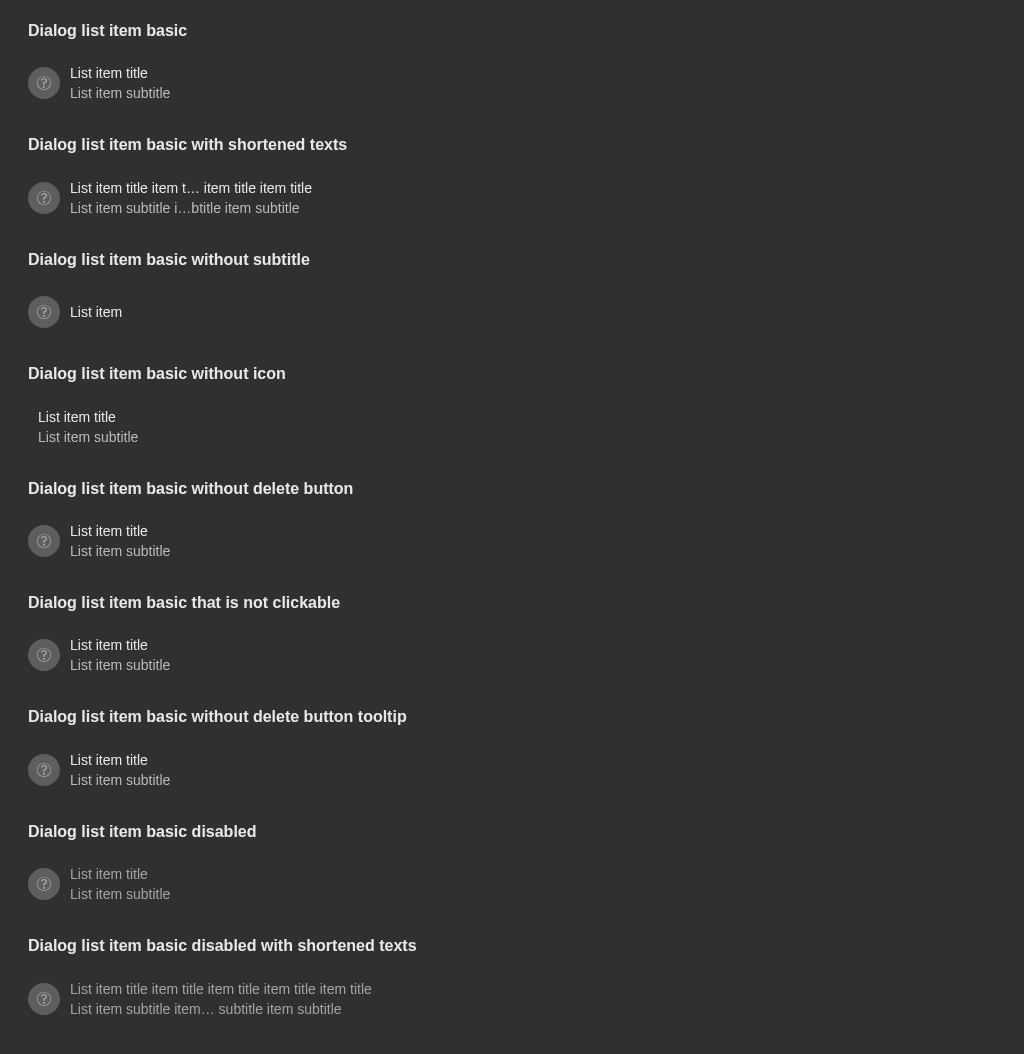 Dialog list item basic
List item title
List item subtitle
Dialog list item basic with shortened texts
List item title item t… item title item title
List item subtitle i…btitle item subtitle
Dialog list item basic without subtitle
List item
Dialog list item basic without icon
List item title
List item subtitle
Dialog list item basic without delete button
List item title
List item subtitle
Dialog list item basic that is not clickable
List item title
List item subtitle
Dialog list item basic without delete button tooltip
List item title
List item subtitle
Dialog list item basic disabled
List item title
List item subtitle
Dialog list item basic disabled with shortened texts
List item title item title item title item title item title
List item subtitle item… subtitle item subtitle